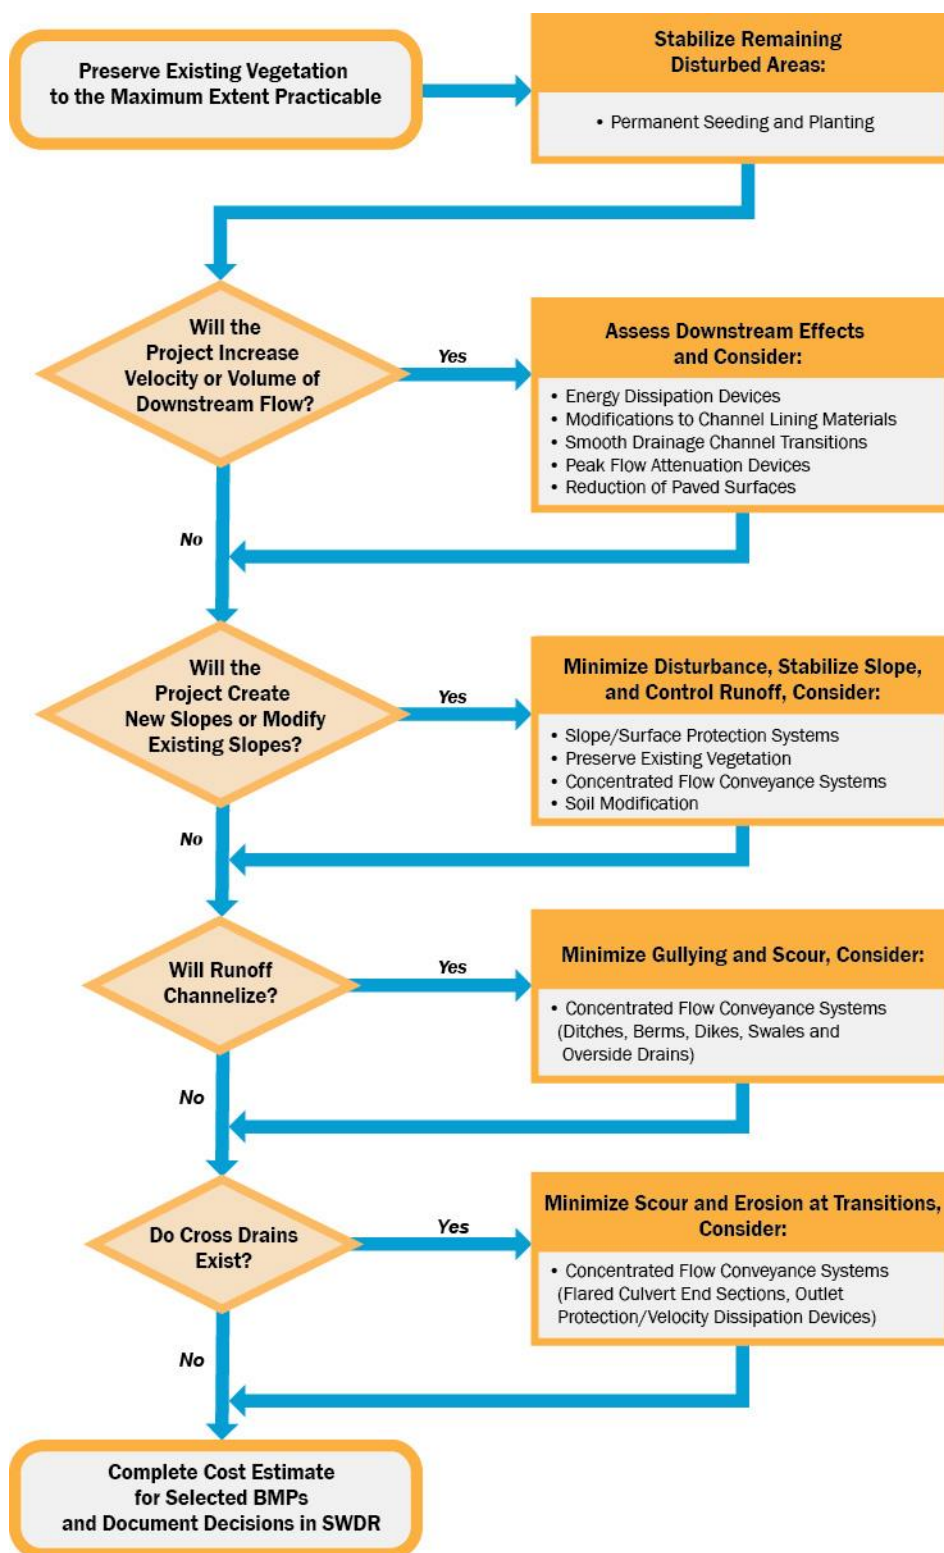 Preserve Existing Vegetation
to the Maximum Extent Practicable
Stabilize Remaining
Disturbed Areas:
• Permanent Seeding and Planting
Will the
Project Increase
Velocity or Volume of
Downstream Flow?
Yes
Assess Downstream Effects
and Consider:
• Energy Dissipation Devices
• Modifications to Channel Lining Materials
• Smooth Drainage Channel Transitions
• Peak Flow Attenuation Devices
• Reduction of Paved Surfaces
No
Will the
Project Create
New Slopes or Modify
Existing Slopes?
Yes
Minimize Disturbance, Stabilize Slope,
and Control Runoff, Consider:
• Slope/Surface Protection Systems
• Preserve Existing Vegetation
• Concentrated Flow Conveyance Systems
• Soil Modification
No
Will Runoff
Channelize?
Yes
Minimize Gullying and Scour, Consider:
• Concentrated Flow Conveyance Systems
(Ditches, Berms, Dikes, Swales and
Overside Drains)
No
Do Cross Drains
Exist?
Yes
Minimize Scour and Erosion at Transitions,
Consider:
• Concentrated Flow Conveyance Systems
(Flared Culvert End Sections, Outlet
Protection/Velocity Dissipation Devices)
No
Complete Cost Estimate
for Selected BMPs
and Document Decisions in SWDR